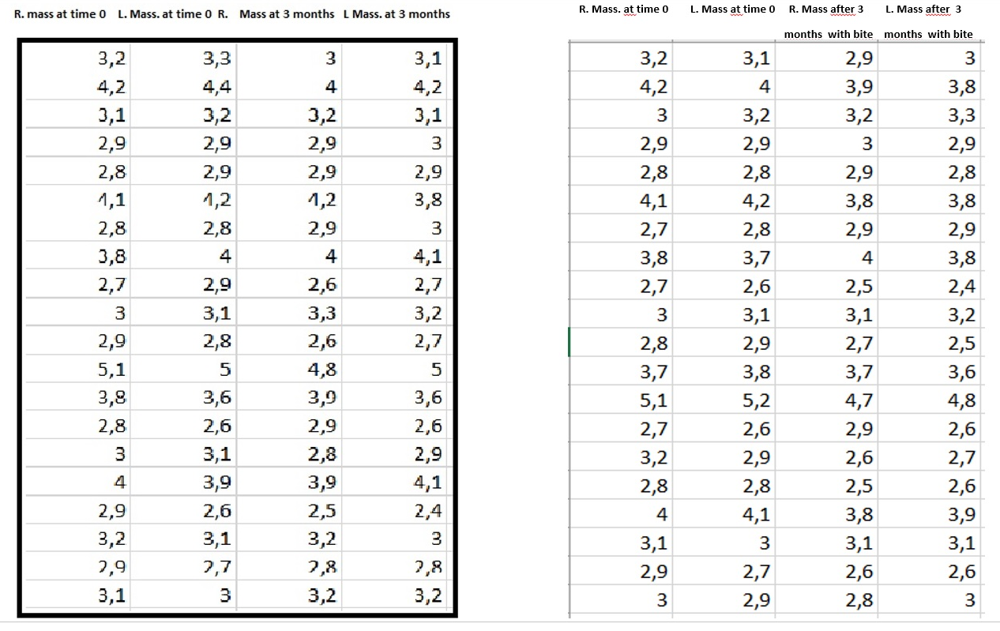 R. mass at time 0 L. Mass. at time 0 R. Mass at 3 months L Mass. at 3 months
3,2 3,3 3 3,1
4,2 4,4 4 4,2
3,1 3,2 3,2 3,1
2,9 2,9 2,9 3
2,8 2,9 2,9 2,9
4,1 4,2 4,2 3,8
2,8 2,8 2,9 3
3,8 4 4 4,1
2,7 2,9 2,6 2,7
3 3,1 3,3 3,2
2,9 2,8 2,6 2,7
5,1 5 4,8 5
3,8 3,6 3,9 3,6
2,8 2,6 2,9 2,6
3 3,1 2,8 2,9
4 3,9 3,9 4,1
2,9 2,6 2,5 2,4
3,2 3,1 3,2 3
2,9 2,7 2,8 2,8
3,1 3 3,2 3,2
R. Mass. at time 0 L. Mass at time 0 R. Mass after 3 L. Mass after 3
months with bite months with bite
3,2 3,1 2,9 3
4,2 4 3,9 3,8
3 3,2 3,2 3,3
2,9 2,9 3 2,9
2,8 2,8 2,9 2,8
4,1 4,2 3,8 3,8
2,7 2,8 2,9 2,9
3,8 3,7 4 3,8
2,7 2,6 2,5 2,4
3 3,1 3,1 3,2
2,8 2,9 2,7 2,5
3,7 3,8 3,7 3,6
5,1 5,2 4,7 4,8
2,7 2,6 2,9 2,6
3,2 2,9 2,6 2,7
2,8 2,8 2,5 2,6
4 4,1 3,8 3,9
3,1 3 3,1 3,1
2,9 2,7 2,6 2,6
3 2,9 2,8 3